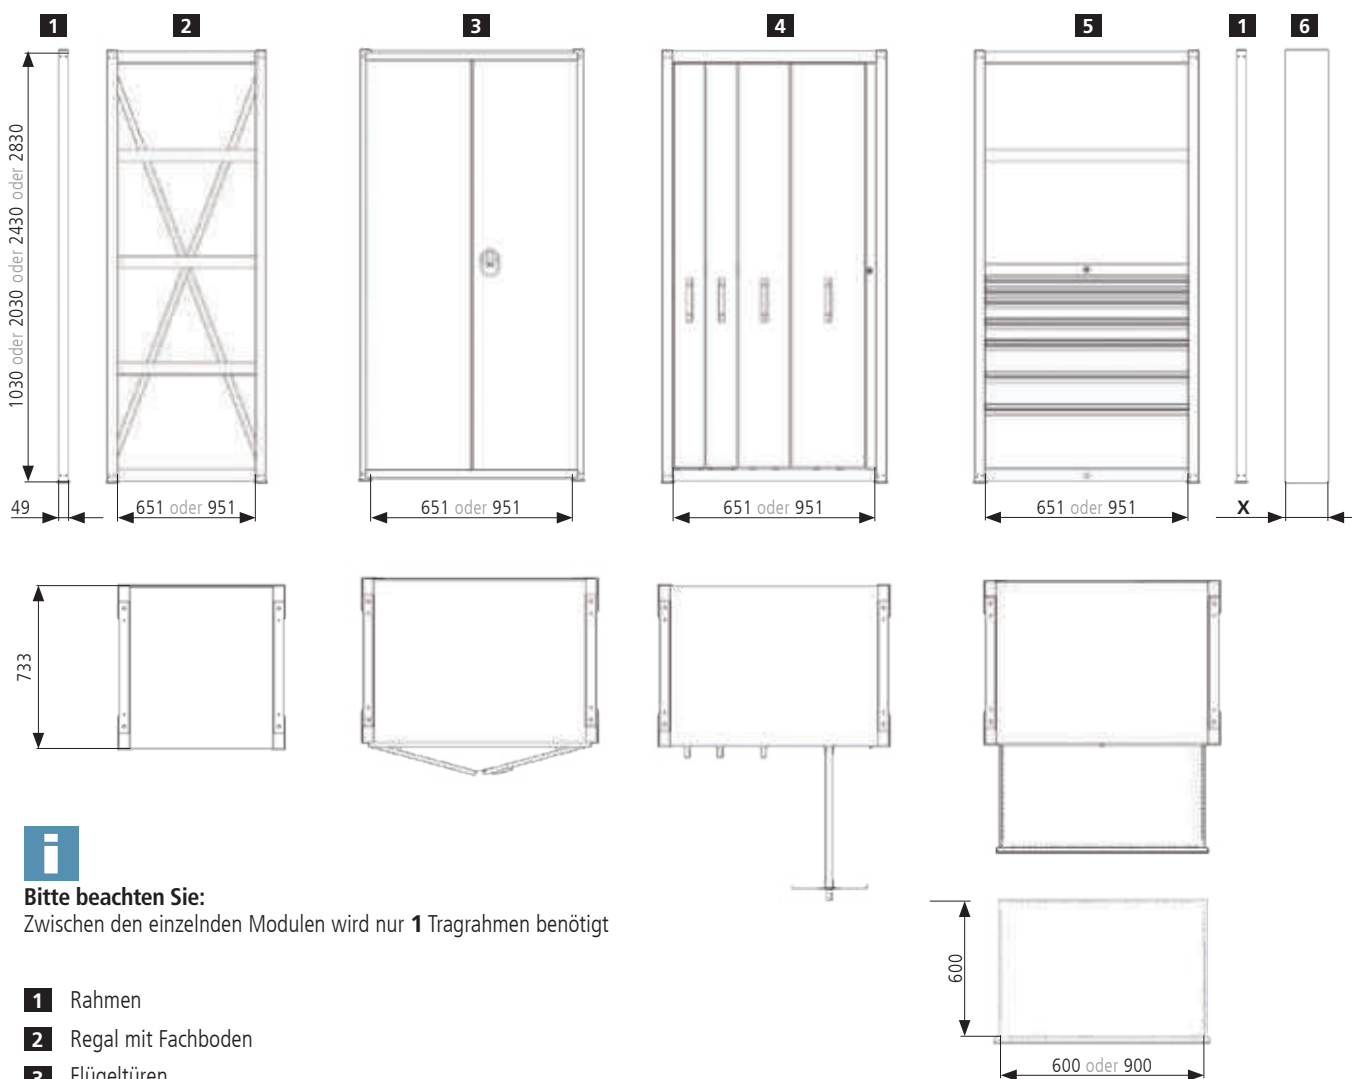 1 2 3 4 5 1 6
1030 oder 2030 oder 2430 oder 2830
49 651 oder 951 651 oder 951 651 oder 951 651 oder 951 X
733
i
Bitte beachten Sie:
Zwischen den einzelnden Modulen wird nur 1 Tragrahmen benötigt
600
1 Rahmen
2 Regal mit Fachboden
600 oder 900
3 Flügeltüren